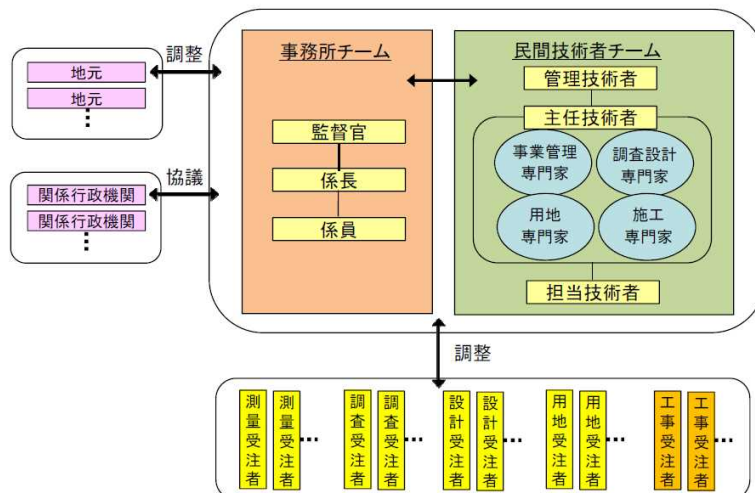 調整
地元
地元
⋮
協議
関係行政機関
関係行政機関
⋮
事務所チーム
監督官
係長
係員
民間技術者チーム
管理技術者
主任技術者
事業管理
専門家
調査設計
専門家
用地
専門家
施工
専門家
担当技術者
調整
測量受注者
測量受注者
…
調査受注者
調査受注者
…
設計受注者
設計受注者
…
用地受注者
用地受注者
…
工事受注者
工事受注者
…